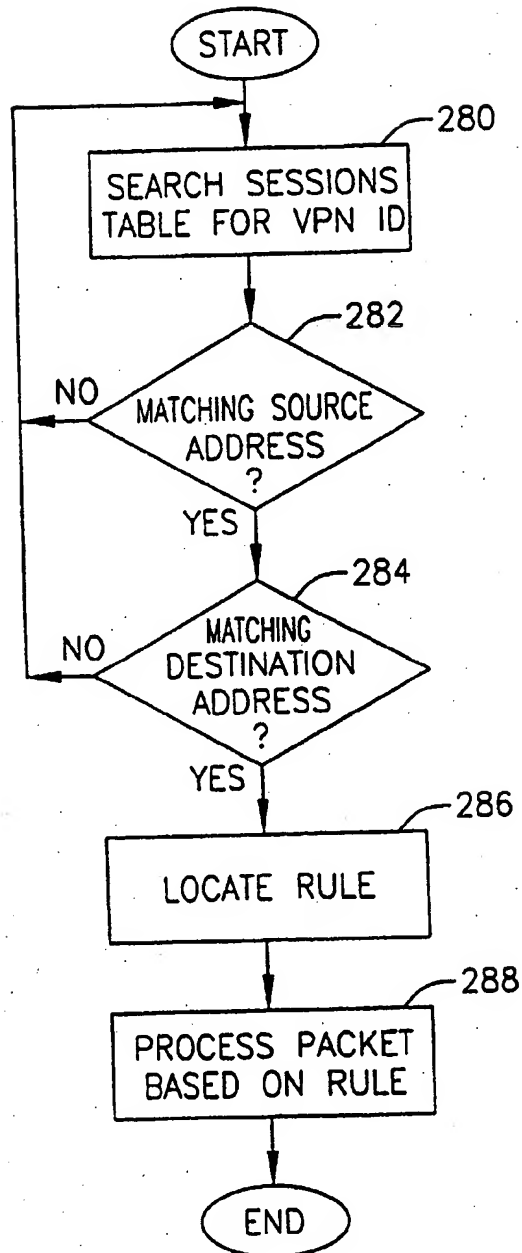 START
280
SEARCH SESSIONS
TABLE FOR VPN ID
282
NO
MATCHING SOURCE
ADDRESS
?
YES
284
NO
MATCHING
DESTINATION
ADDRESS
?
YES
286
LOCATE RULE
288
PROCESS PACKET
BASED ON RULE
END